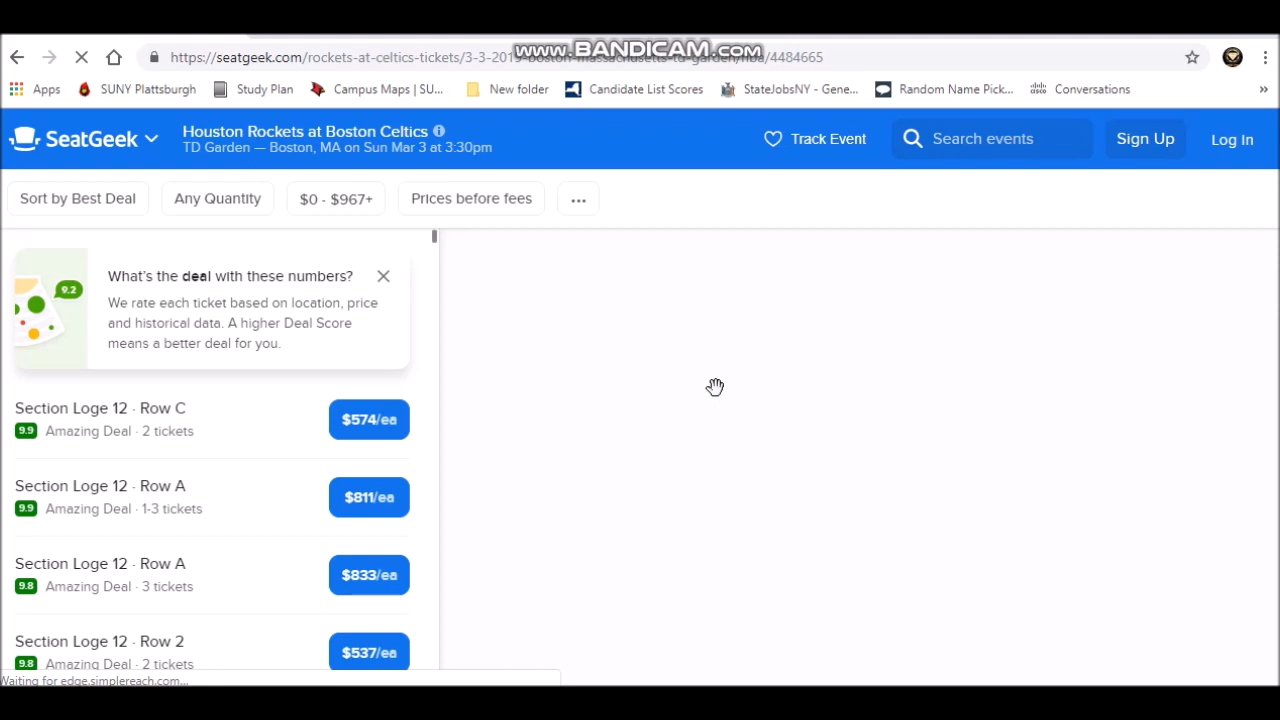 www.BANDICAM.com
https://seatgeek.com/rockets-at-celtics-tickets/3-3-2019-boston-massachusetts-td-garden/nba/4484665
Apps SUNY Plattsburgh Study Plan Campus Maps | SU... New folder Candidate List Scores StateJobsNY - Gene... Random Name Pick... Conversations »
SeatGeek
Houston Rockets at Boston Celtics
TD Garden — Boston, MA on Sun Mar 3 at 3:30pm
Track Event
Search events
Sign Up
Log In
Sort by Best Deal
Any Quantity
$0 - $967+
Prices before fees
...
9.2
What's the deal with these numbers?
We rate each ticket based on location, price
and historical data. A higher Deal Score
means a better deal for you.
Section Loge 12 · Row C
9.9 Amazing Deal · 2 tickets
$574/ea
Section Loge 12 · Row A
9.9 Amazing Deal · 1-3 tickets
$811/ea
Section Loge 12 · Row A
9.8 Amazing Deal · 3 tickets
$833/ea
Section Loge 12 · Row 2
9.8 Amazing Deal · 2 tickets
$537/ea
Waiting for edge.simplereach.com...